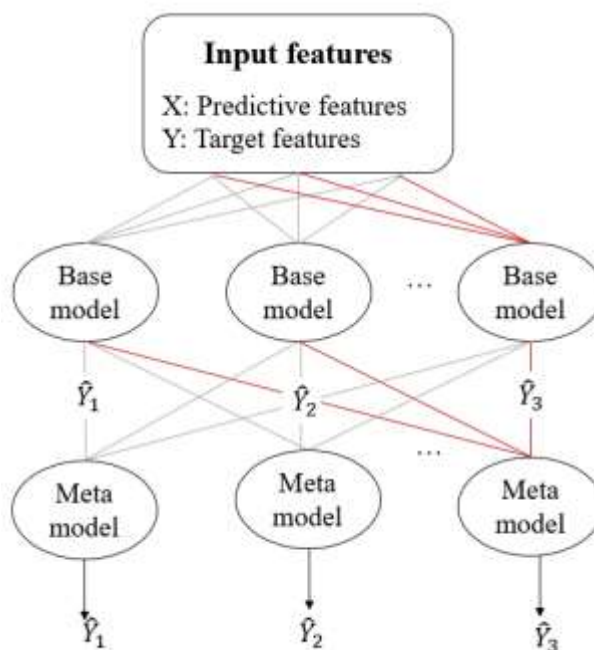 Input features
X: Predictive features
Y: Target features
Base model
Base model
...
Base model
Ŷ₁
Ŷ₂
Ŷ₃
...
Meta model
Meta model
Meta model
Ŷ₁
Ŷ₂
Ŷ₃